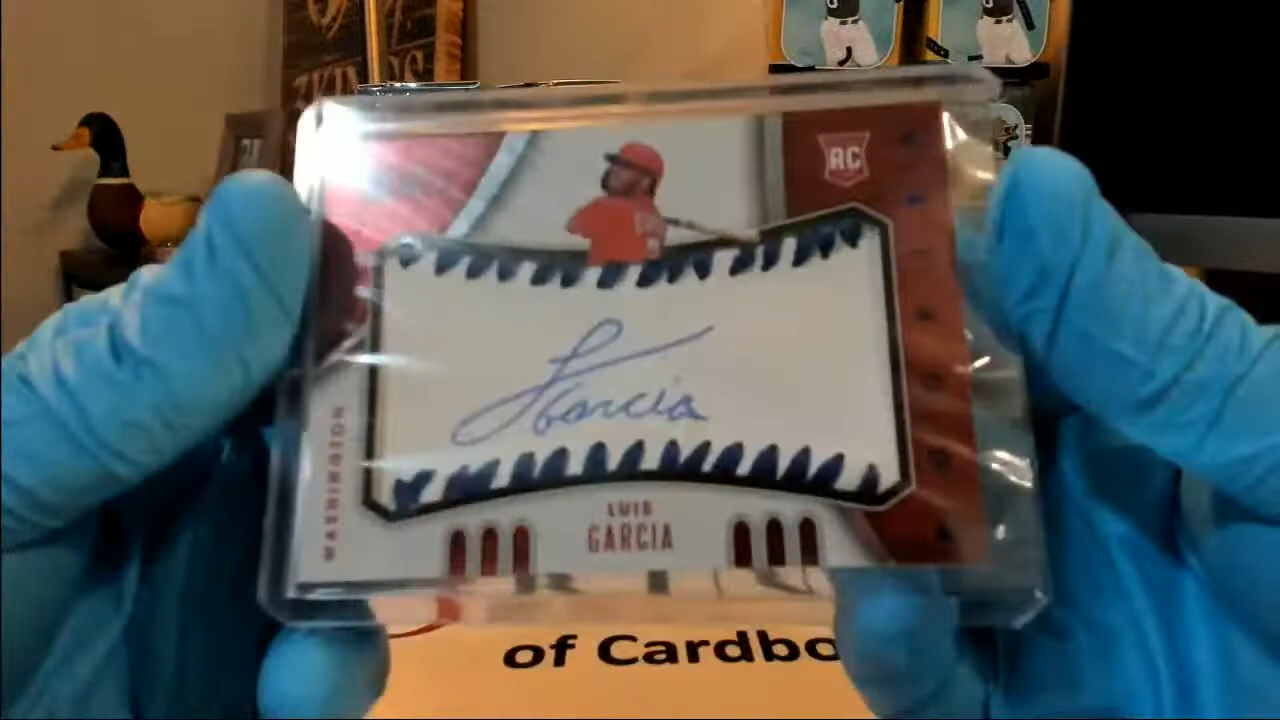 RC
L Garcia
WASHINGTON
LUIS
GARCIA
of Cardbo